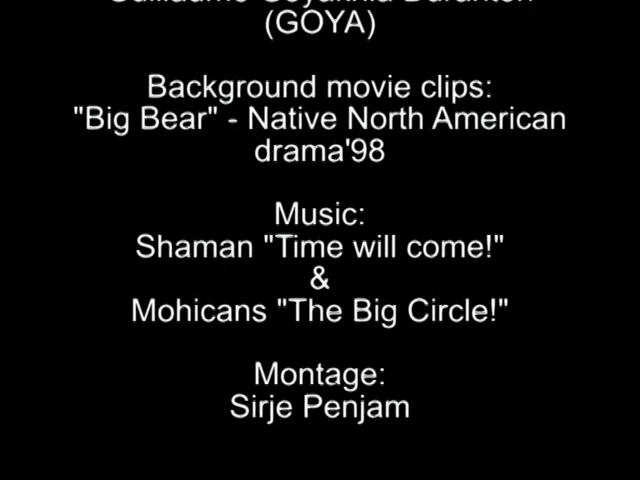 (GOYA)
Background movie clips:
"Big Bear" - Native North American
drama'98
Music:
Shaman "Time will come!"
&
Mohicans "The Big Circle!"
Montage:
Sirje Penjam